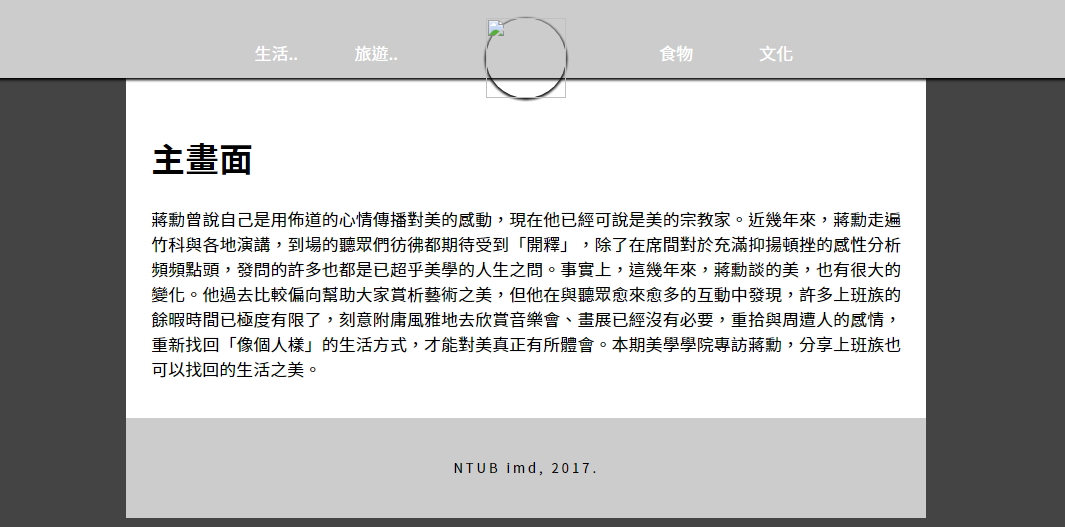 生活.. 旅遊.. 食物 文化
主畫面
蔣勳曾說自己是用佈道的心情傳播對美的感動，現在他已經可說是美的宗教家。近幾年來，蔣勳走遍
竹科與各地演講，到場的聽眾們彷彿都期待受到「開釋」，除了在席間對於充滿抑揚頓挫的感性分析
頻頻點頭，發問的許多也都是已超乎美學的人生之問。事實上，這幾年來，蔣勳談的美，也有很大的
變化。他過去比較偏向幫助大家賞析藝術之美，但他在與聽眾愈來愈多的互動中發現，許多上班族的
餘暇時間已極度有限了，刻意附庸風雅地去欣賞音樂會、畫展已經沒有必要，重拾與周遭人的感情，
重新找回「像個人樣」的生活方式，才能對美真正有所體會。本期美學學院專訪蔣勳，分享上班族也
可以找回的生活之美。
NTUB imd, 2017.